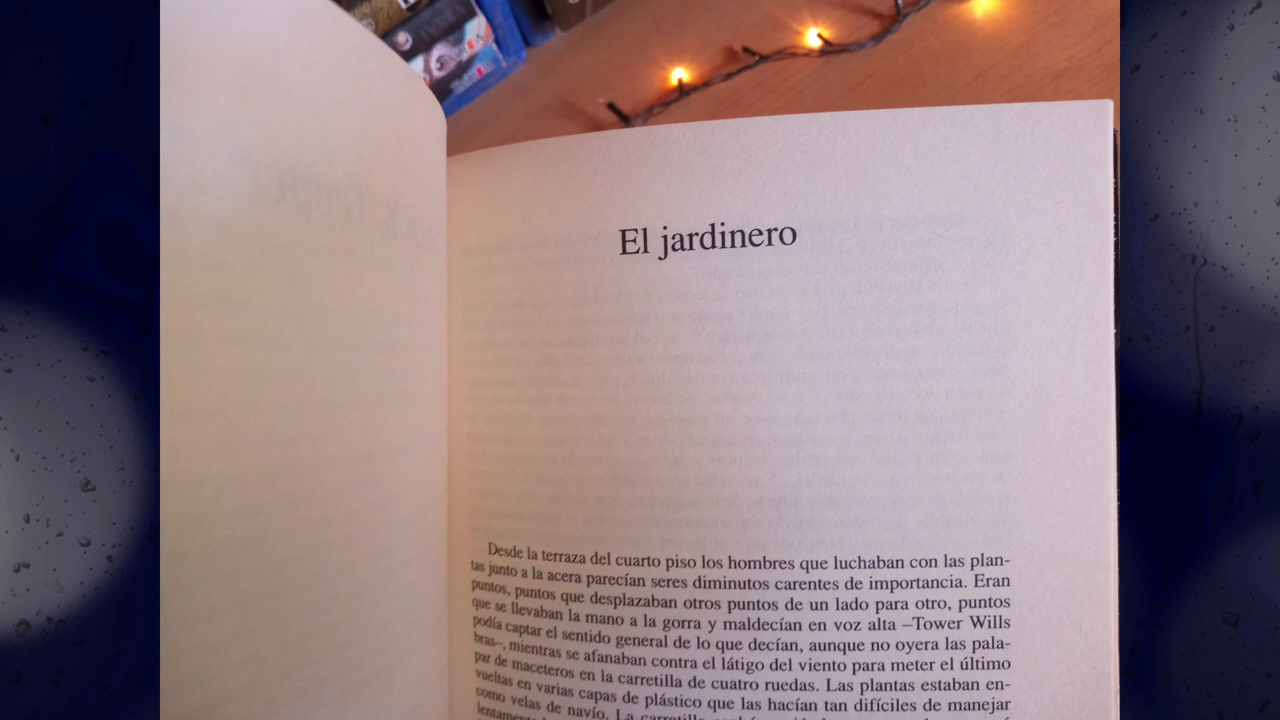 El jardinero
Desde la terraza del cuarto piso los hombres que luchaban con las plan-
tas junto a la acera parecían seres diminutos carentes de importancia. Eran
puntos, puntos que desplazaban otros puntos de un lado para otro, puntos
que se llevaban la mano a la gorra y maldecían en voz alta –Tower Wills
podía captar el sentido general de lo que decían, aunque no oyera las pala-
bras–, mientras se afanaban contra el látigo del viento para meter el último
par de maceteros en la carretilla de cuatro ruedas. Las plantas estaban en-
vueltas en varias capas de plástico que las hacían tan difíciles de manejar
como velas de navío. La carretilla